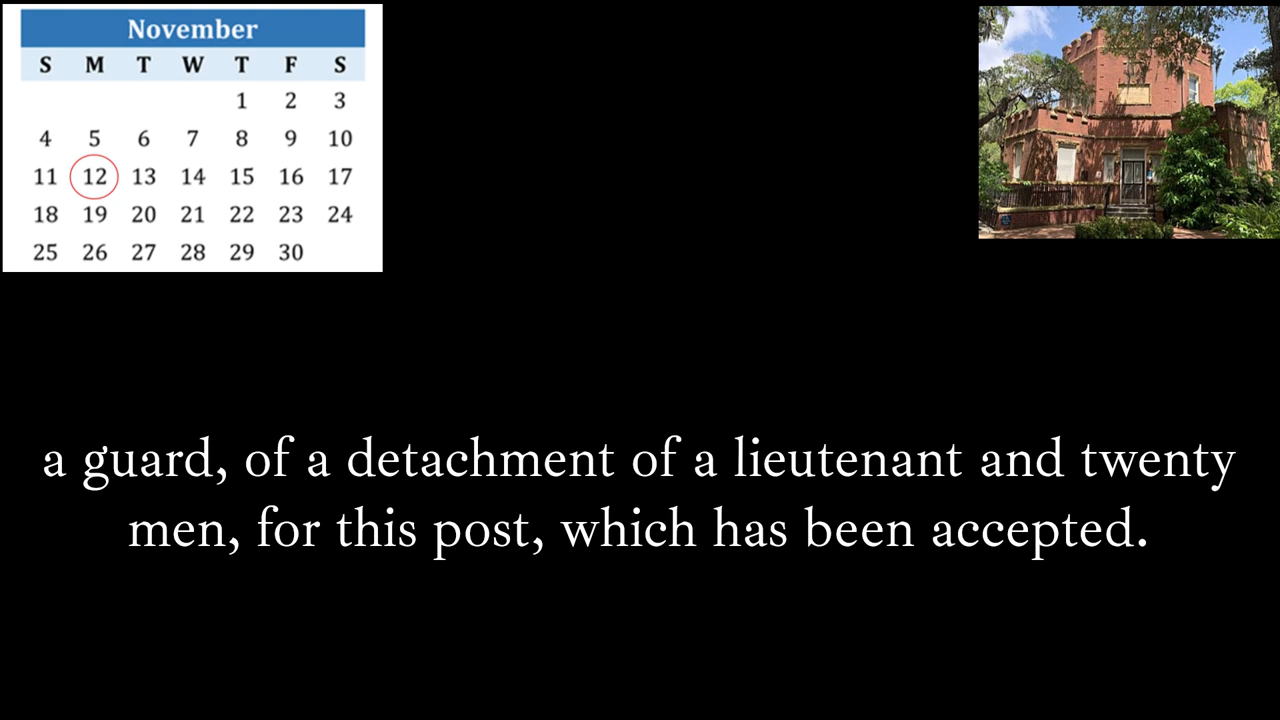 November
S M T W T F S
1 2 3
4 5 6 7 8 9 10
11 12 13 14 15 16 17
18 19 20 21 22 23 24
25 26 27 28 29 30
a guard, of a detachment of a lieutenant and twenty
men, for this post, which has been accepted.